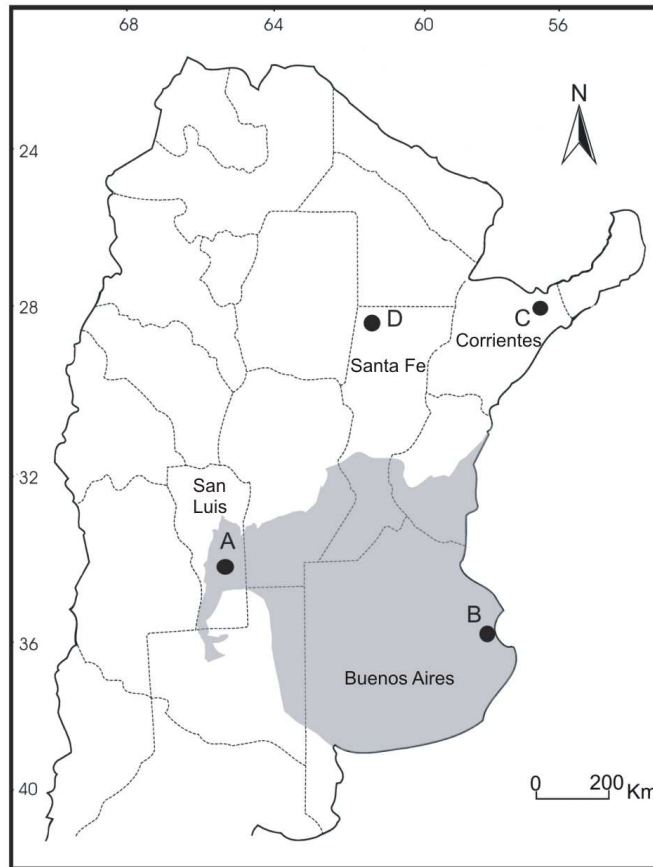 68 64 60 56
N
24
28
D
C
Corrientes
Santa Fe
32
San
Luis
A
B
36
Buenos Aires
40
0 200 Km